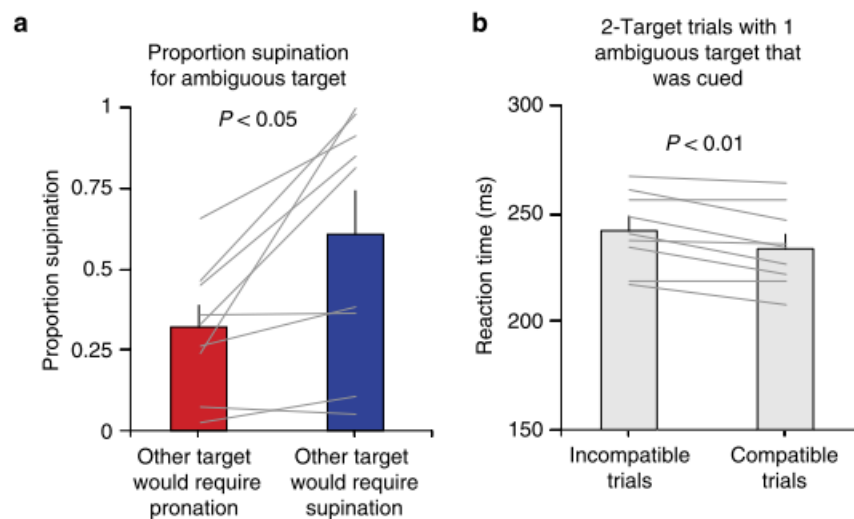 a
Proportion supination
for ambiguous target
P < 0.05
1
0.75
0.5
0.25
0
Proportion supination
Other target
would require
pronation
Other target
would require
supination
b
2-Target trials with 1
ambiguous target that
was cued
P < 0.01
300
250
200
150
Reaction time (ms)
Incompatible
trials
Compatible
trials